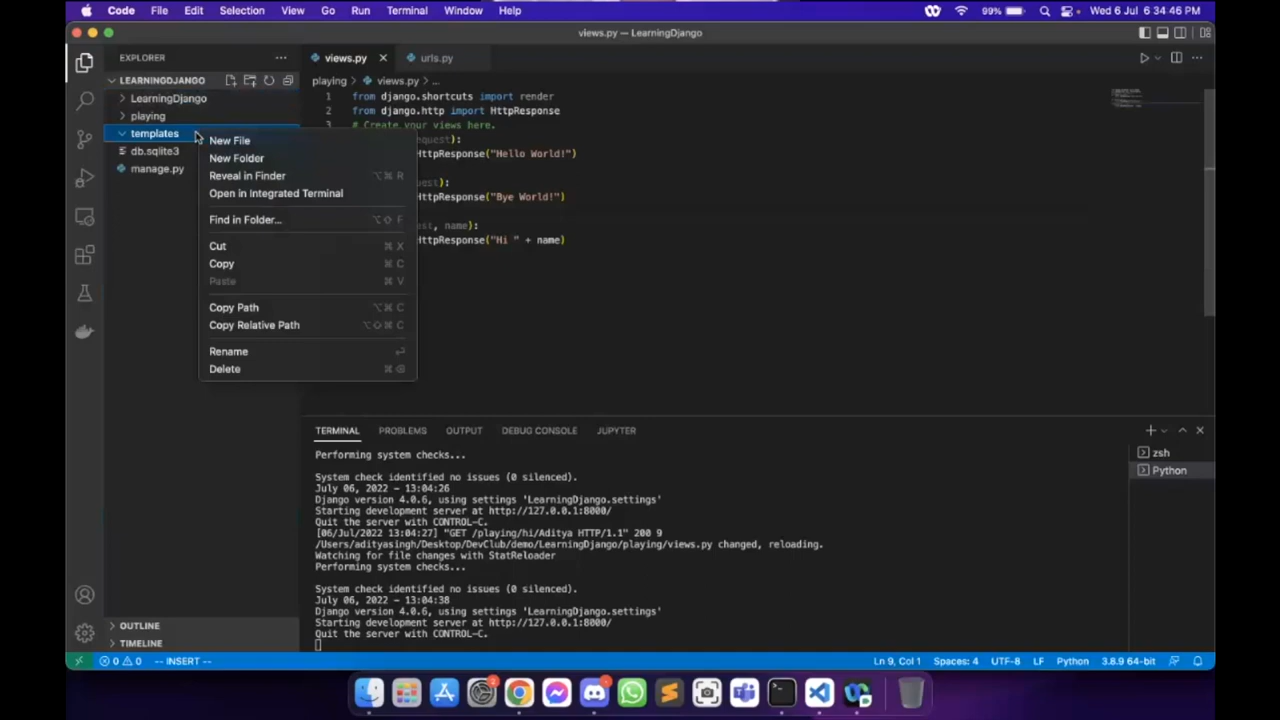 Code File Edit Selection View Go Run Terminal Window Help 99% Wed 6 Jul 6:34:46 PM
views.py — LearningDjango
EXPLORER
LEARNINGDJANGO
LearningDjango
playing
templates
db.sqlite3
manage.py
OUTLINE
TIMELINE
New File
New Folder
Reveal in Finder ⌥⌘ R
Open in Integrated Terminal
Find in Folder... ⌥⇧ F
Cut ⌘ X
Copy ⌘ C
Paste ⌘ V
Copy Path ⌥⌘ C
Copy Relative Path ⌥⇧⌘ C
Rename
Delete ⌘⌫
views.py urls.py
playing > views.py > ...
1 from django.shortcuts import render
2 from django.http import HttpResponse
3 # Create your views here.
request):
HttpResponse("Hello World!")
request):
HttpResponse("Bye World!")
est, name):
HttpResponse("Hi " + name)
TERMINAL PROBLEMS OUTPUT DEBUG CONSOLE JUPYTER
zsh
Python
Performing system checks...
System check identified no issues (0 silenced).
July 06, 2022 - 13:04:26
Django version 4.0.6, using settings 'LearningDjango.settings'
Starting development server at http://127.0.0.1:8000/
Quit the server with CONTROL-C.
[06/Jul/2022 13:04:27] "GET /playing/hi/Aditya HTTP/1.1" 200 9
/Users/adityasingh/Desktop/DevClub/demo/LearningDjango/playing/views.py changed, reloading.
Watching for file changes with StatReloader
Performing system checks...
System check identified no issues (0 silenced).
July 06, 2022 - 13:04:38
Django version 4.0.6, using settings 'LearningDjango.settings'
Starting development server at http://127.0.0.1:8000/
Quit the server with CONTROL-C.
0 0 -- INSERT -- Ln 9, Col 1 Spaces: 4 UTF-8 LF Python 3.8.9 64-bit